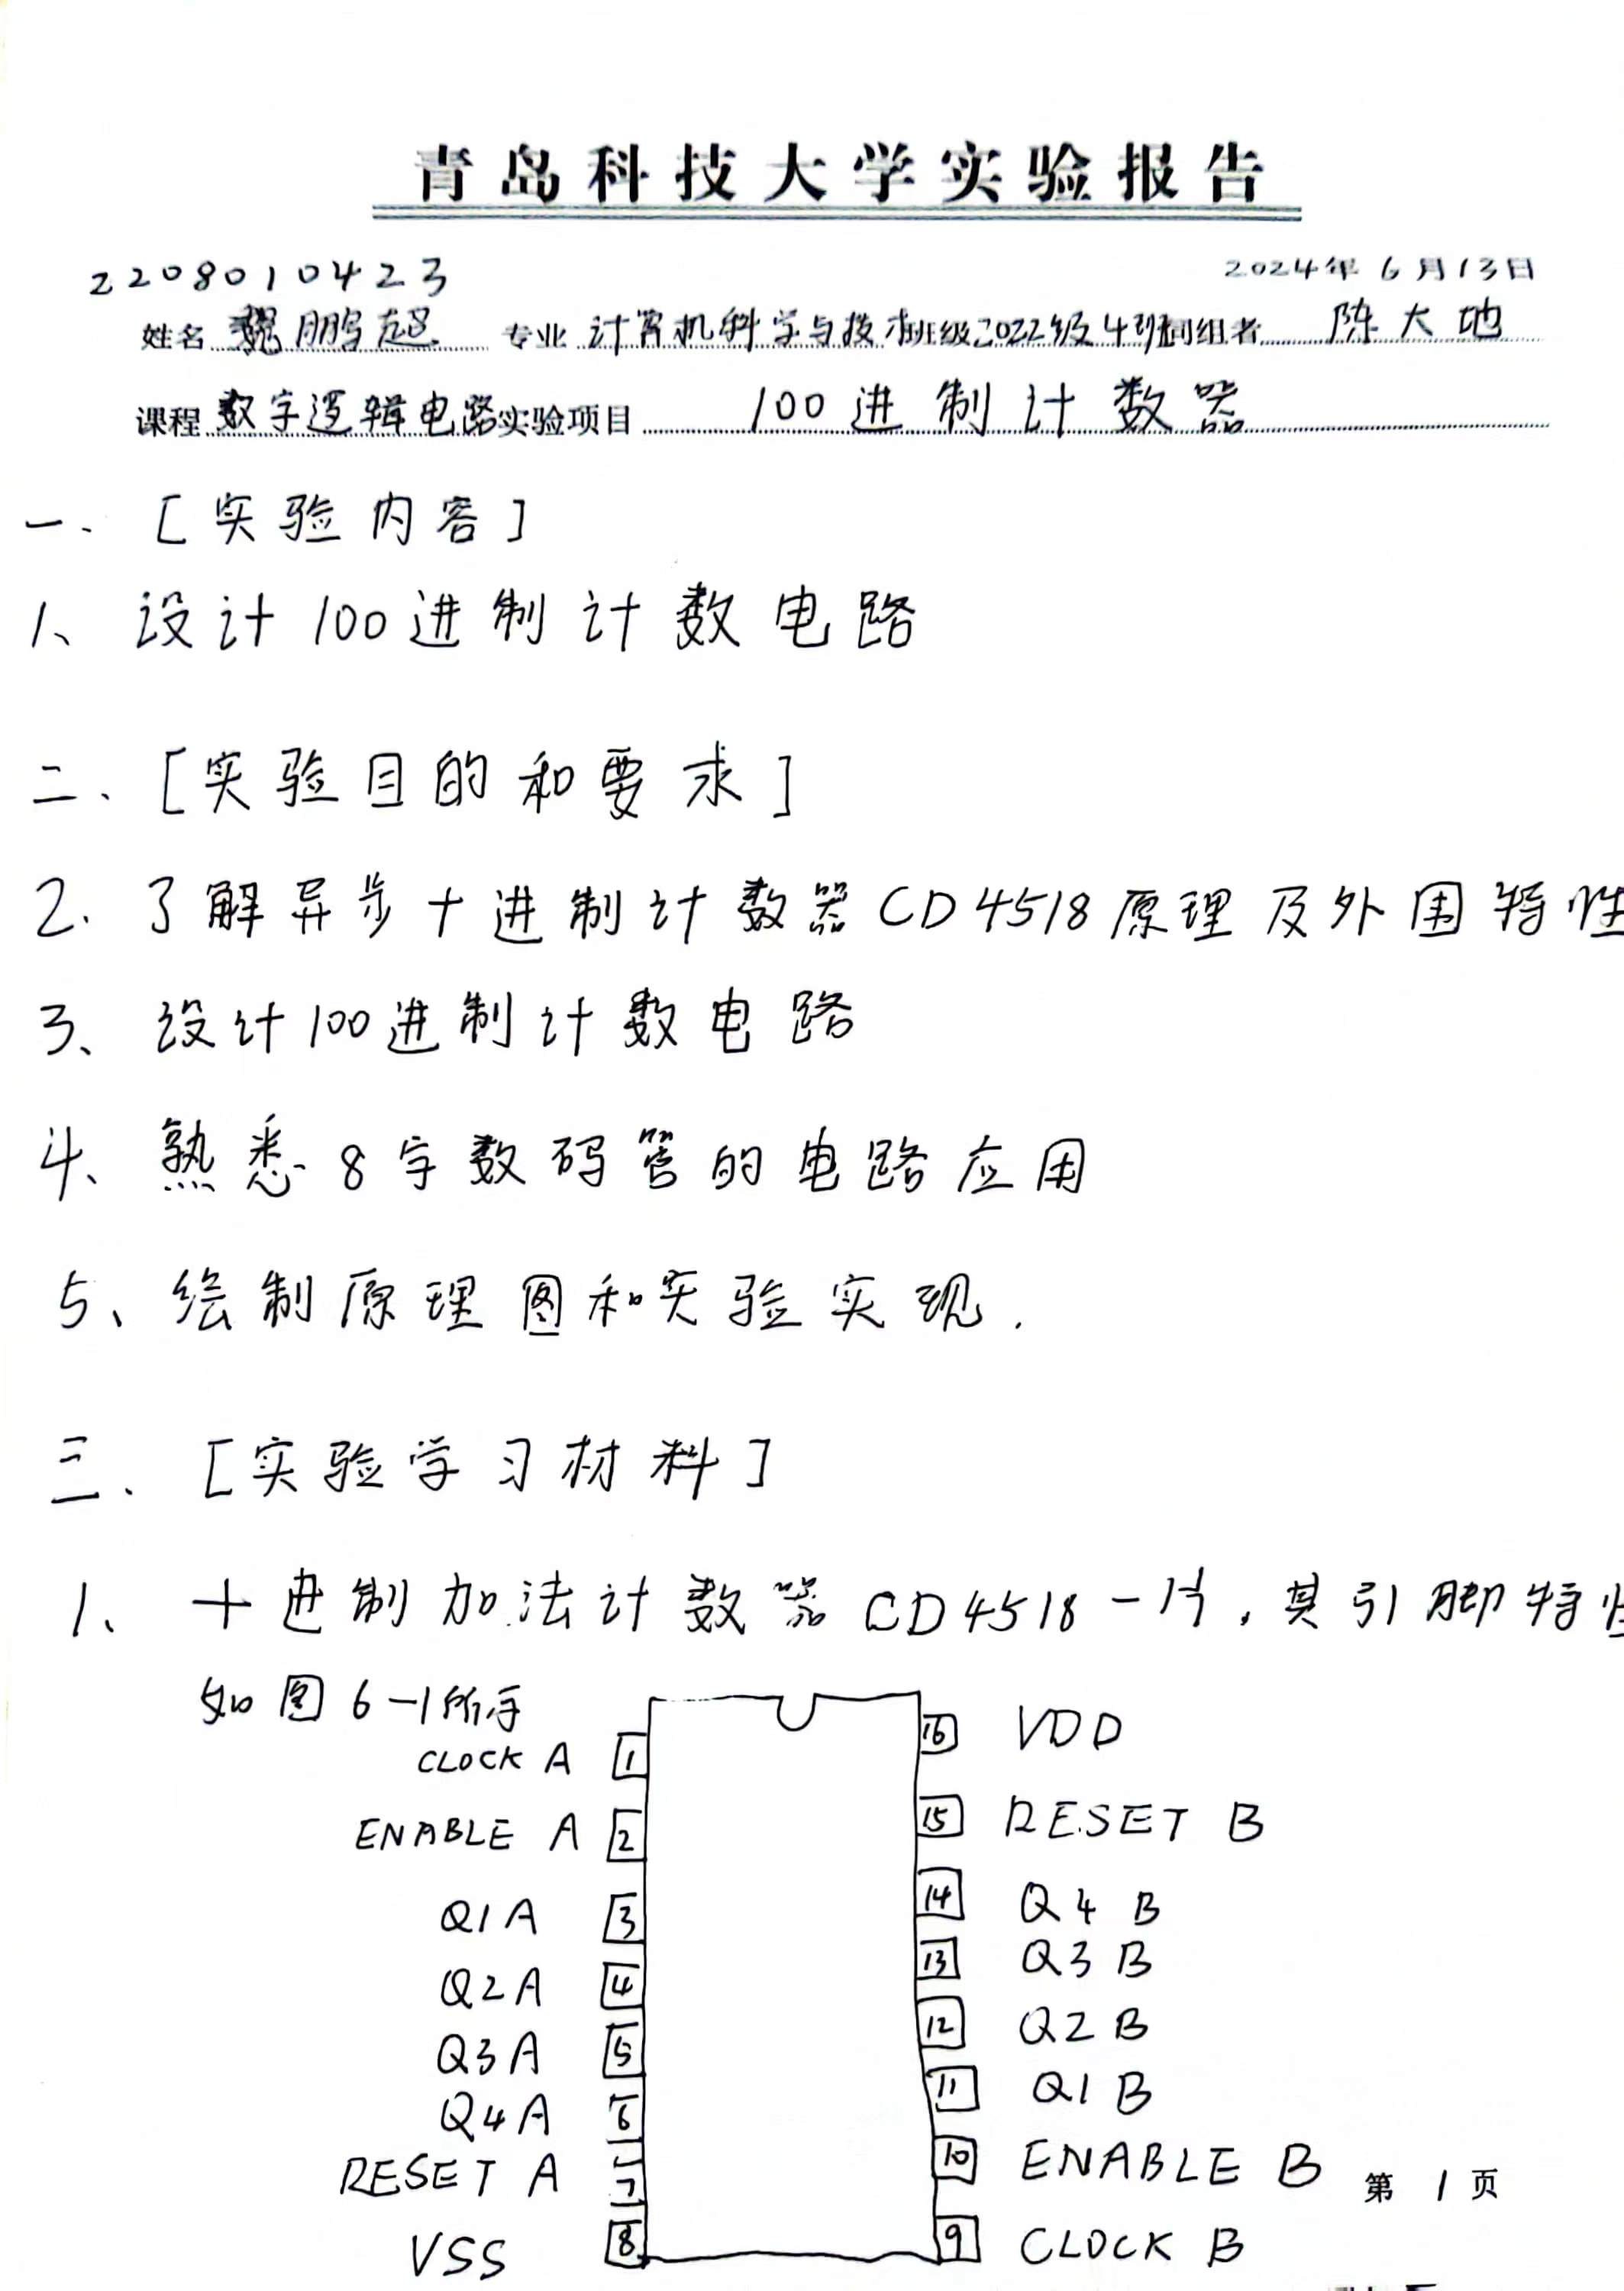 青岛科技大学实验报告
2208010423
2024年6月13日
姓名 魏鹏超 专业 计算机科学与技术 班级 2022级4班 同组者 陈大地
课程 数字逻辑电路 实验项目 100进制计数器
一、[实验内容]
1、设计100进制计数电路
二、[实验目的和要求]
2、了解异步十进制计数器CD4518原理及外围特性
3、设计100进制计数电路
4、熟悉8字数码管的电路应用
5、绘制原理图和实验实现.
三、[实验学习材料]
1、十进制加法计数器CD4518一片,其引脚特性
如图6-1所示
CLOCK A 1 16 VDD
ENABLE A 2 15 RESET B
Q1A 3 14 Q4B
Q2A 4 13 Q3B
Q3A 5 12 Q2B
Q4A 6 11 Q1B
RESET A 7 10 ENABLE B
VSS 8 9 CLOCK B
第1页